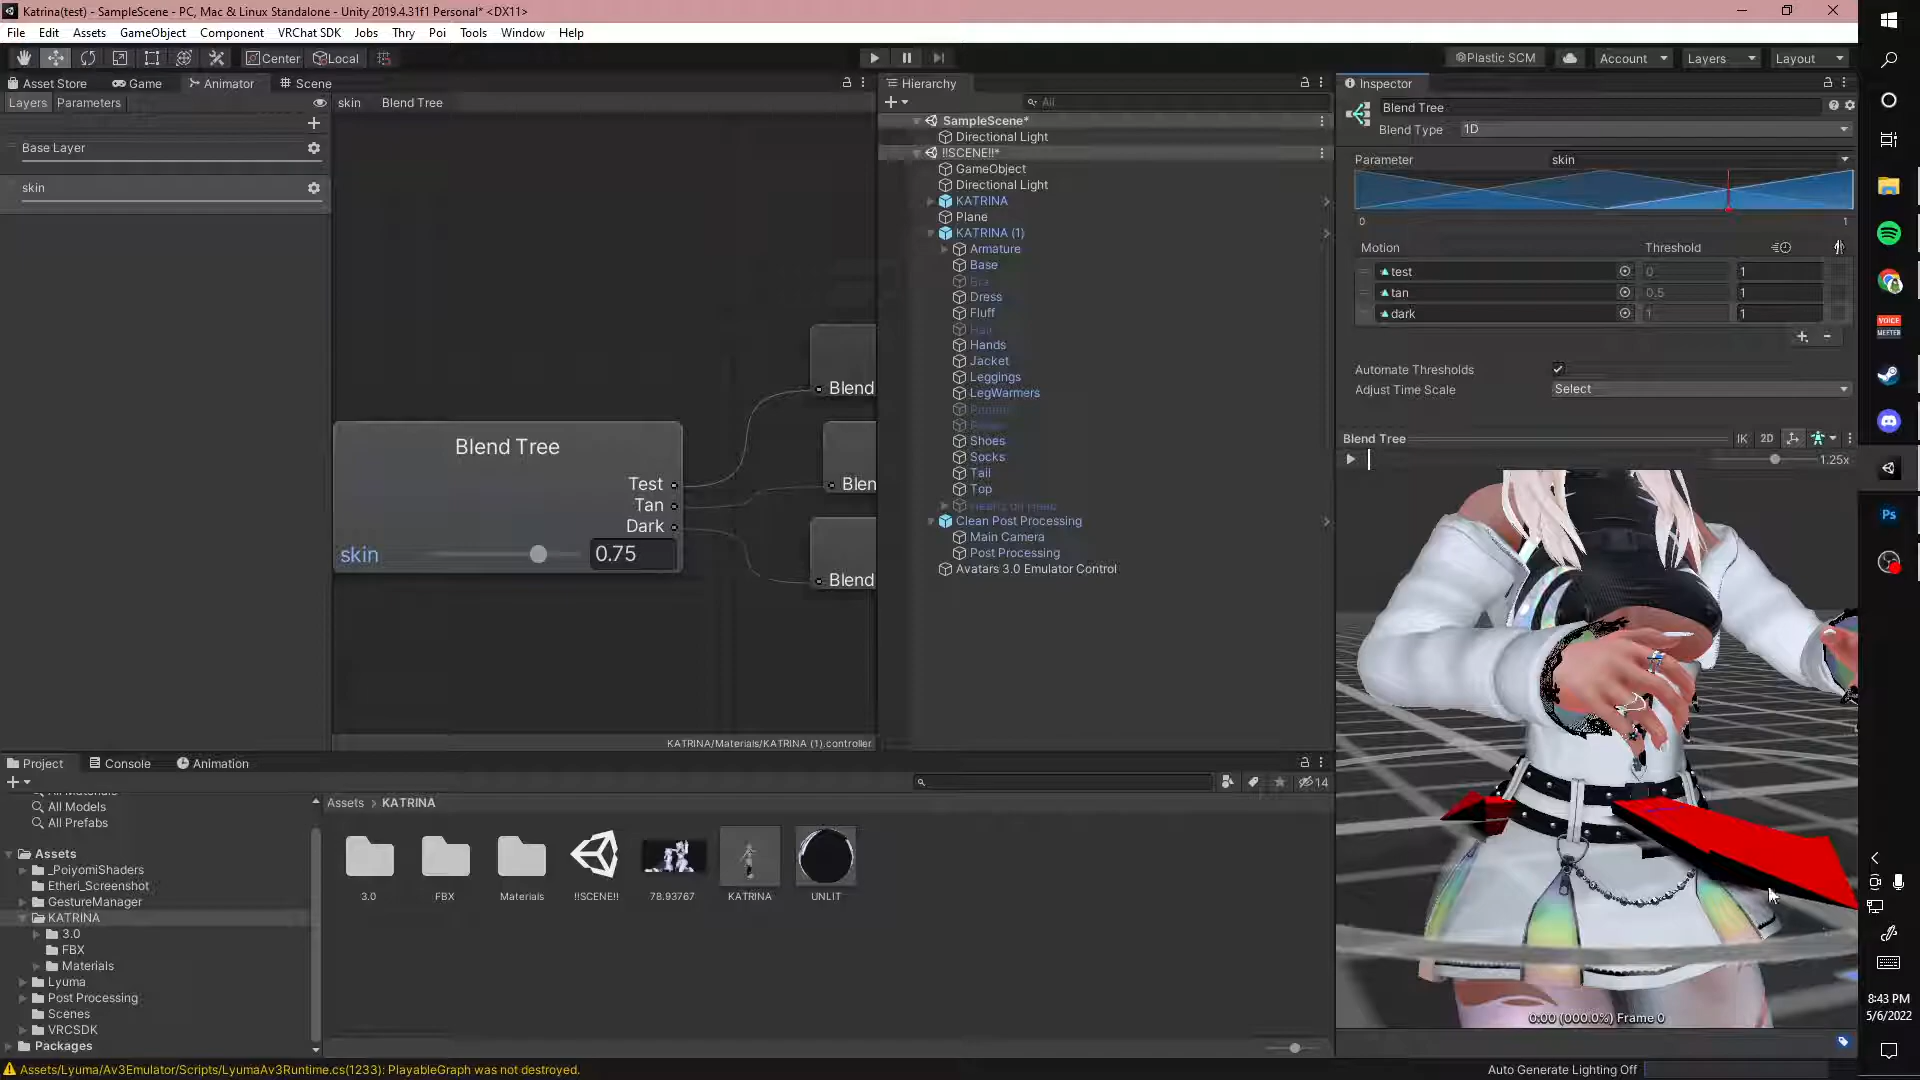 Katrina(test) - SampleScene - PC, Mac & Linux Standalone - Unity 2019.4.31f1 Personal* <DX11>
File Edit Assets GameObject Component VRChat SDK Jobs Thry Poi Tools Window Help
Center Local Plastic SCM Account Layers Layout
Asset Store Game Animator Scene
Layers Parameters skin Blend Tree
Base Layer
skin
Blend Tree
Test
Tan
Dark
skin 0.75
Blend
Blen
Blend
KATRINA/Materials/KATRINA (1).controller
Hierarchy
All
SampleScene*
Directional Light
!!SCENE!!*
GameObject
Directional Light
KATRINA
Plane
KATRINA (1)
Armature
Base
Bra
Dress
Fluff
Hair
Hands
Jacket
Leggings
LegWarmers
Shoes
Socks
Tail
Top
Clean Post Processing
Main Camera
Post Processing
Avatars 3.0 Emulator Control
Inspector
Blend Tree
Blend Type 1D
Parameter skin
0 1
Motion Threshold
test 0 1
tan 0.5 1
dark 1 1
Automate Thresholds
Adjust Time Scale Select
Blend Tree IK 2D
1.25x
0:00 (000.0%) Frame 0
Project Console Animation
14
All Models
All Prefabs
Assets
_PoiyomiShaders
Etheri_Screenshot
GestureManager
KATRINA
3.0
FBX
Materials
Lyuma
Post Processing
Scenes
VRCSDK
Packages
Assets > KATRINA
3.0 FBX Materials !!SCENE!! 78.93767 KATRINA UNLIT
Assets/Lyuma/Av3Emulator/Scripts/LyumaAv3Runtime.cs(1233): PlayableGraph was not destroyed.
Auto Generate Lighting Off
VOICE
MEETER
Ps
8:43 PM
5/6/2022